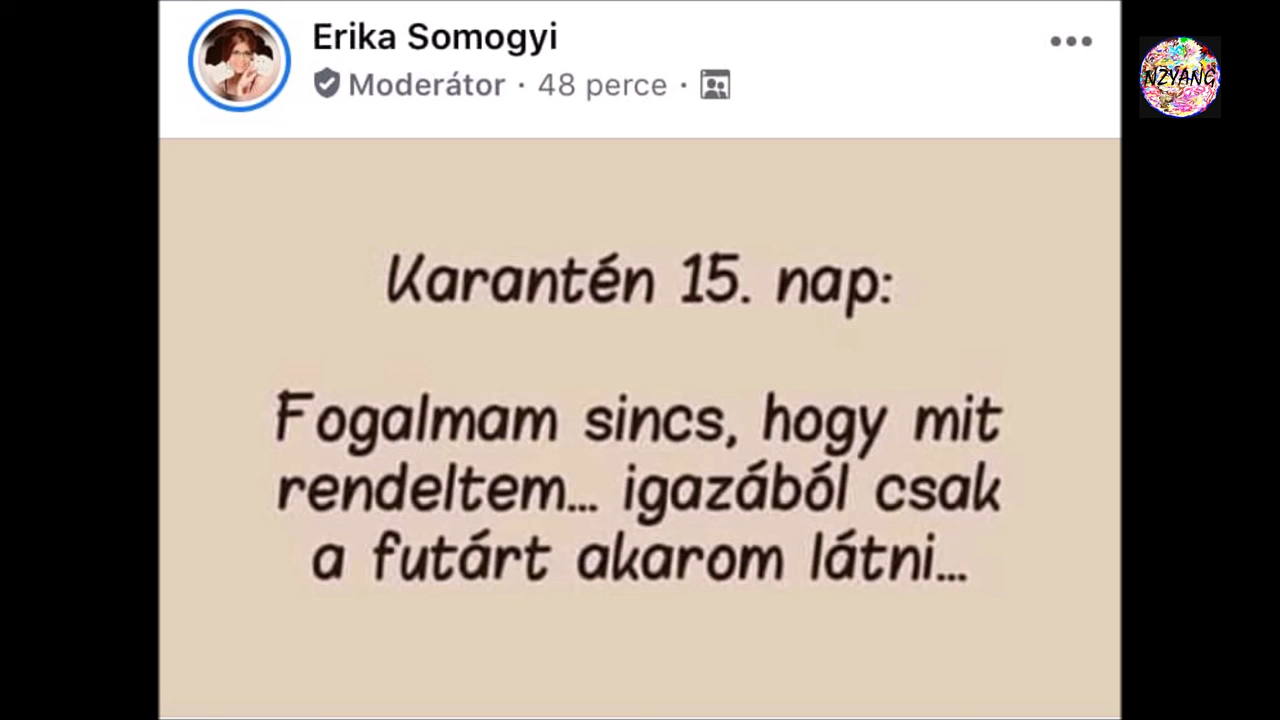 Erika Somogyi
Moderátor · 48 perce ·
NZYANG
Karantén 15. nap:
Fogalmam sincs, hogy mit
rendeltem... igazából csak
a futárt akarom látni...